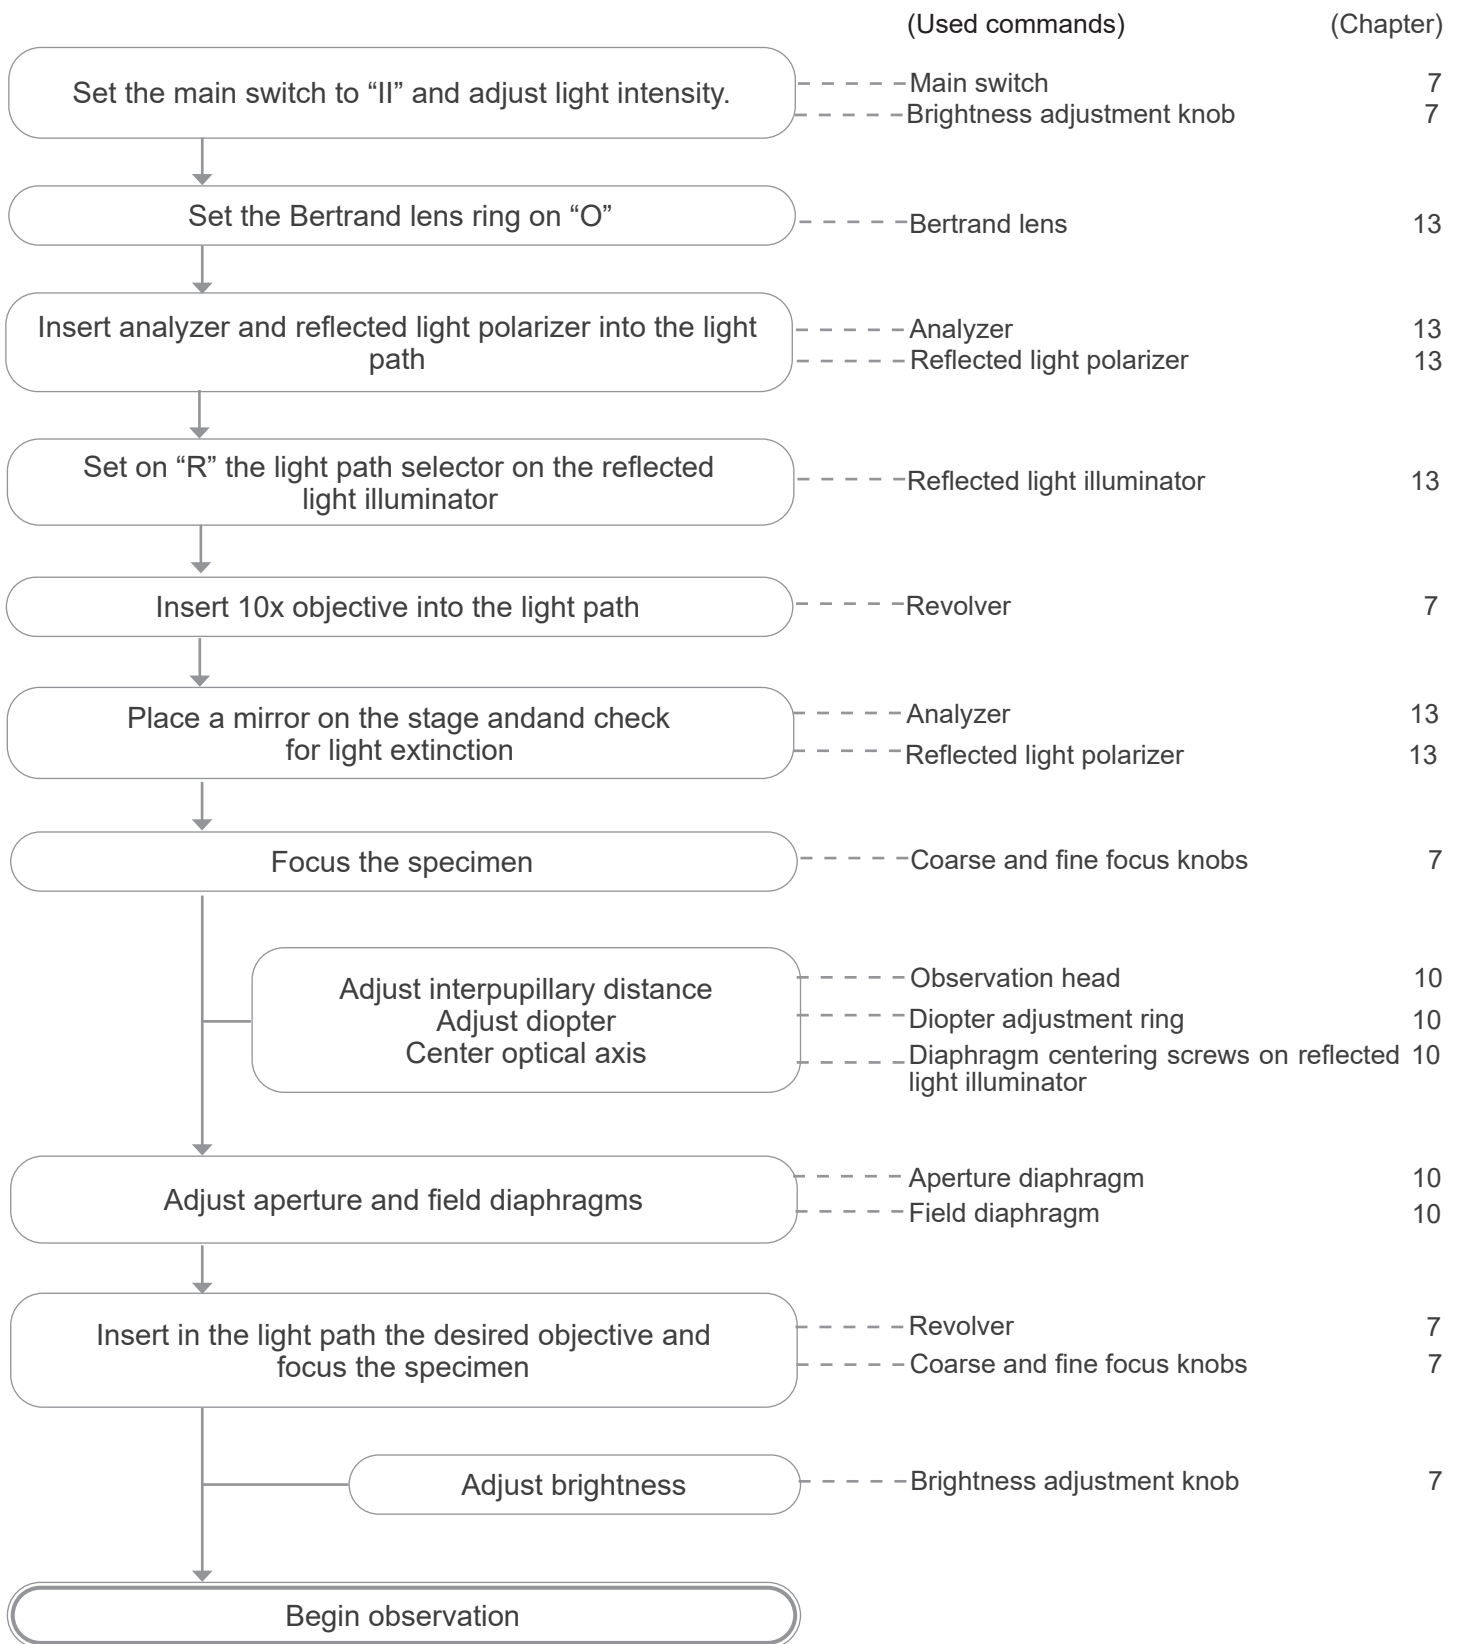 (Used commands) (Chapter)
Set the main switch to “II” and adjust light intensity.
Main switch 7
Brightness adjustment knob 7
Set the Bertrand lens ring on “O”
Bertrand lens 13
Insert analyzer and reflected light polarizer into the light
path
Analyzer 13
Reflected light polarizer 13
Set on “R” the light path selector on the reflected
light illuminator
Reflected light illuminator 13
Insert 10x objective into the light path
Revolver 7
Place a mirror on the stage andand check
for light extinction
Analyzer 13
Reflected light polarizer 13
Focus the specimen
Coarse and fine focus knobs 7
Adjust interpupillary distance
Adjust diopter
Center optical axis
Observation head 10
Diopter adjustment ring 10
Diaphragm centering screws on reflected 10
light illuminator
Adjust aperture and field diaphragms
Aperture diaphragm 10
Field diaphragm 10
Insert in the light path the desired objective and
focus the specimen
Revolver 7
Coarse and fine focus knobs 7
Adjust brightness
Brightness adjustment knob 7
Begin observation